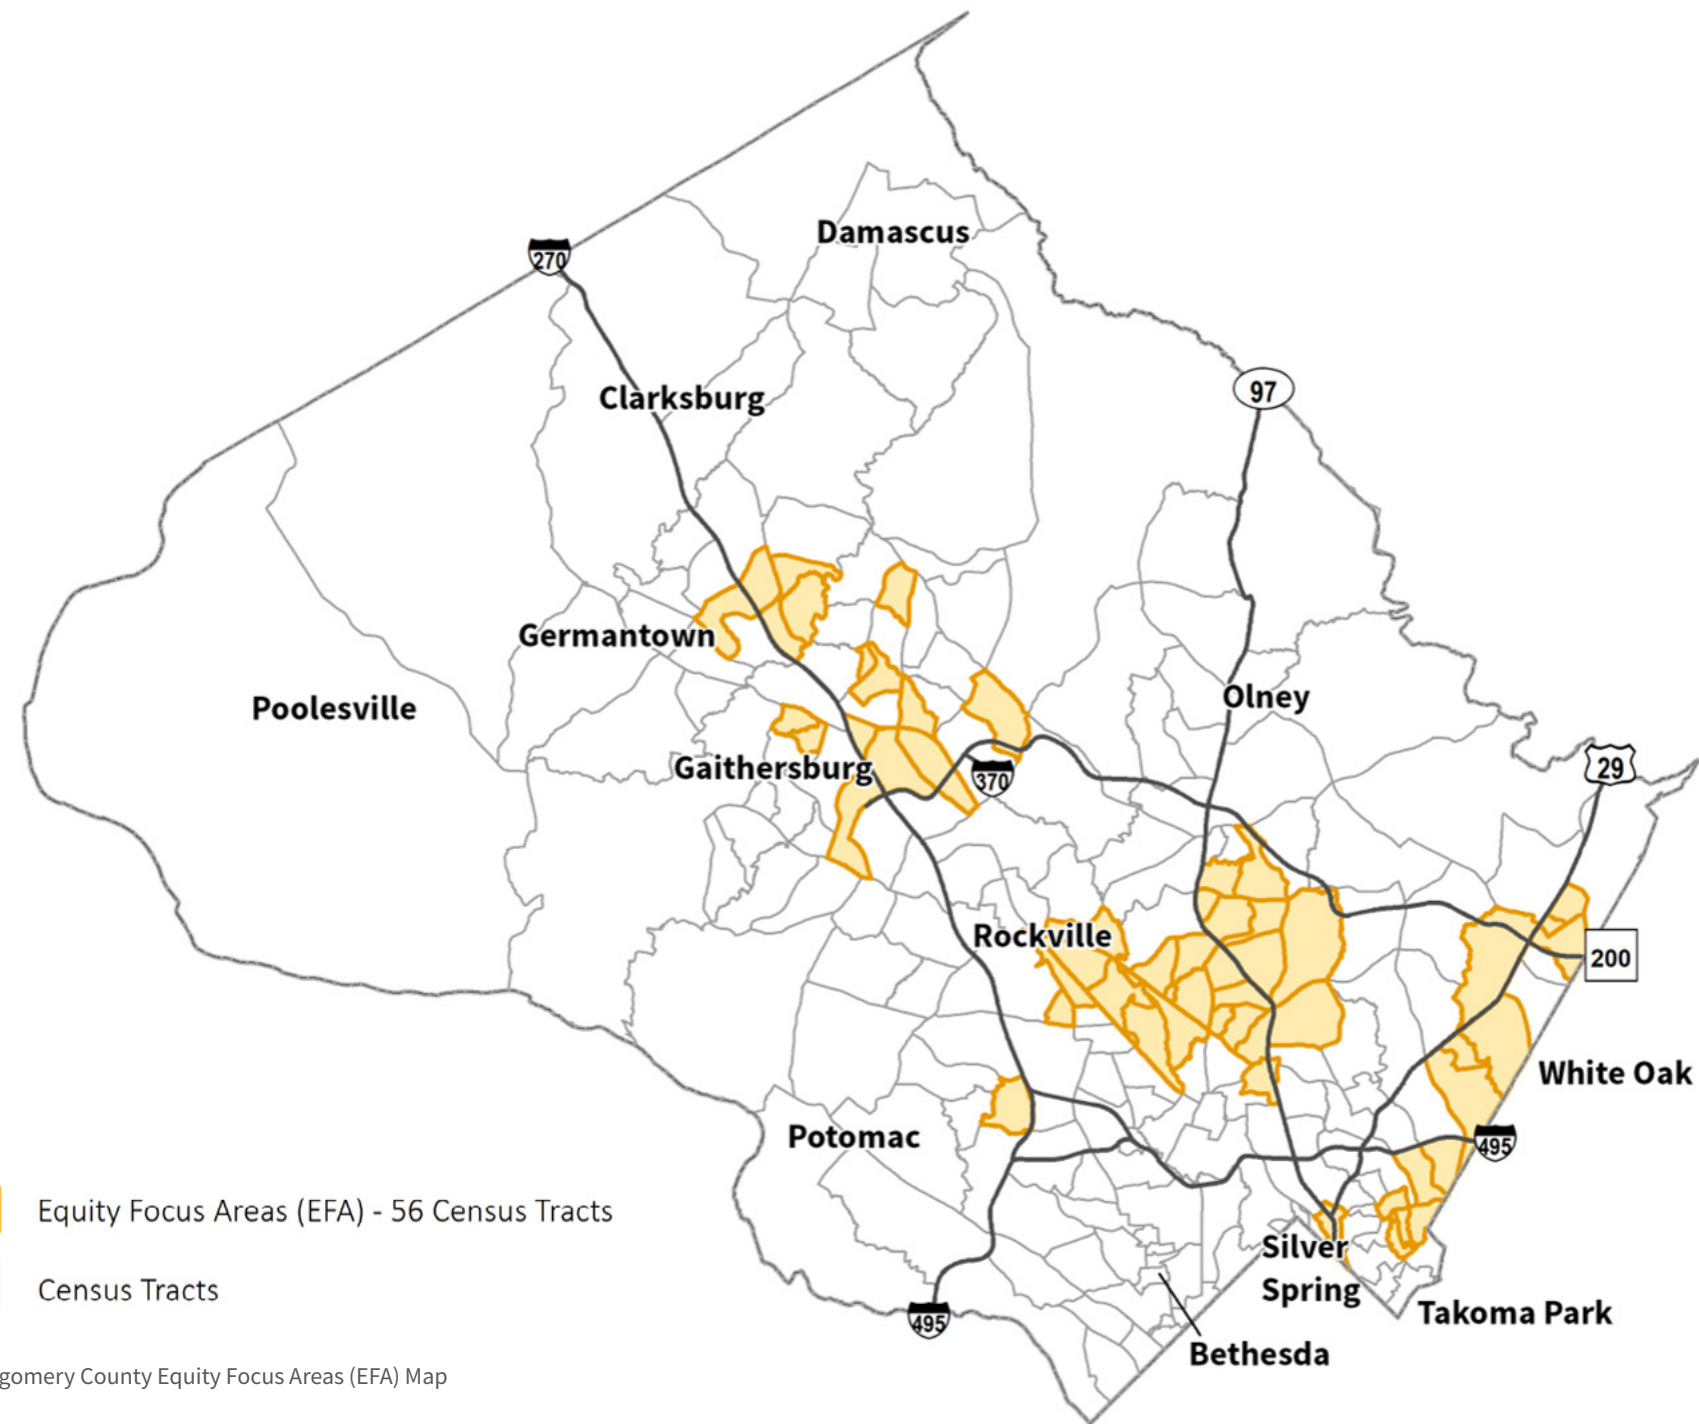 Damascus
270
Clarksburg
97
Germantown
Olney
Poolesville
29
Gaithersburg
370
Rockville
200
White Oak
Potomac
495
Equity Focus Areas (EFA) - 56 Census Tracts
Silver
Spring
Census Tracts
Takoma Park
495
Bethesda
gomery County Equity Focus Areas (EFA) Map